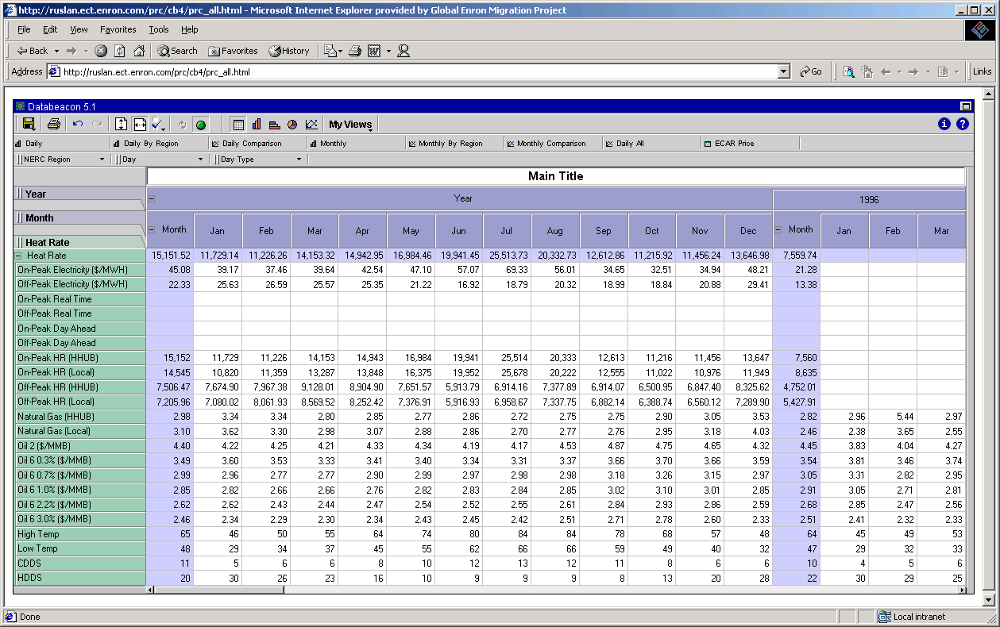 http://ruslan.ect.enron.com/prc/cb4/prc_all.html - Microsoft Internet Explorer provided by Global Enron Migration Project
File Edit View Favorites Tools Help
Back Search Favorites History
Address http://ruslan.ect.enron.com/prc/cb4/prc_all.html Go Links
Databeacon 5.1
My Views
Daily Daily By Region Daily Comparison Monthly Monthly By Region Monthly Comparison Daily All ECAR Price
NERC Region Day Day Type
Main Title
Year Year 1996
Month Month Jan Feb Mar Apr May Jun Jul Aug Sep Oct Nov Dec Month Jan Feb Mar
Heat Rate
Heat Rate 15,151.52 11,729.14 11,226.26 14,153.32 14,942.95 16,984.46 19,941.45 25,513.73 20,332.73 12,612.86 11,215.92 11,456.24 13,646.98 7,559.74
On-Peak Electricity ($/MWH) 45.08 39.17 37.46 39.64 42.54 47.10 57.07 69.33 56.01 34.65 32.51 34.94 48.21 21.28
Off-Peak Electricity ($/MWH) 22.33 25.63 26.59 25.57 25.35 21.22 16.92 18.79 20.32 18.99 18.84 20.88 29.41 13.38
On-Peak Real Time
Off-Peak Real Time
On-Peak Day Ahead
Off-Peak Day Ahead
On-Peak HR (HHUB) 15,152 11,729 11,226 14,153 14,943 16,984 19,941 25,514 20,333 12,613 11,216 11,456 13,647 7,560
On-Peak HR (Local) 14,545 10,820 11,359 13,287 13,848 16,375 19,952 25,678 20,222 12,555 11,022 10,976 11,949 8,635
Off-Peak HR (HHUB) 7,506.47 7,674.90 7,967.38 9,128.01 8,904.90 7,651.57 5,913.79 6,914.16 7,377.89 6,914.07 6,500.95 6,847.40 8,325.62 4,752.01
Off-Peak HR (Local) 7,205.96 7,080.02 8,061.93 8,569.52 8,252.42 7,376.91 5,916.93 6,958.67 7,337.75 6,882.14 6,388.74 6,560.12 7,289.90 5,427.91
Natural Gas (HHUB) 2.98 3.34 3.34 2.80 2.85 2.77 2.86 2.72 2.75 2.75 2.90 3.05 3.53 2.82 2.96 5.44 2.97
Natural Gas (Local) 3.10 3.62 3.30 2.98 3.07 2.88 2.86 2.70 2.77 2.76 2.95 3.18 4.03 2.46 2.38 3.65 2.55
Oil 2 ($/MMB) 4.40 4.22 4.25 4.21 4.33 4.34 4.19 4.17 4.53 4.87 4.75 4.65 4.32 4.45 3.83 4.04 4.27
Oil 6 0.3% ($/MMB) 3.49 3.60 3.53 3.33 3.41 3.40 3.34 3.31 3.37 3.66 3.70 3.66 3.59 3.54 3.81 3.46 3.74
Oil 6 0.7% ($/MMB) 2.99 2.96 2.77 2.77 2.90 2.99 2.97 2.98 2.98 3.18 3.26 3.15 2.97 3.05 3.31 2.82 2.95
Oil 6 1.0% ($/MMB) 2.85 2.82 2.66 2.66 2.76 2.82 2.83 2.84 2.85 3.02 3.10 3.01 2.85 2.91 3.05 2.71 2.81
Oil 6 2.2% ($/MMB) 2.62 2.62 2.43 2.44 2.47 2.54 2.52 2.55 2.61 2.84 2.93 2.86 2.59 2.68 2.85 2.47 2.56
Oil 6 3.0% ($/MMB) 2.46 2.34 2.29 2.30 2.34 2.43 2.45 2.42 2.51 2.71 2.78 2.60 2.33 2.51 2.41 2.32 2.33
High Temp 65 46 50 55 64 74 80 84 84 78 68 57 48 64 45 49 53
Low Temp 48 29 34 37 45 55 62 66 66 59 49 40 32 47 29 32 33
CDDS 11 5 6 6 8 10 12 13 12 11 8 6 6 10 4 5 6
HDDS 20 30 26 23 16 10 9 9 9 8 13 20 28 22 30 29 25
Done Local intranet